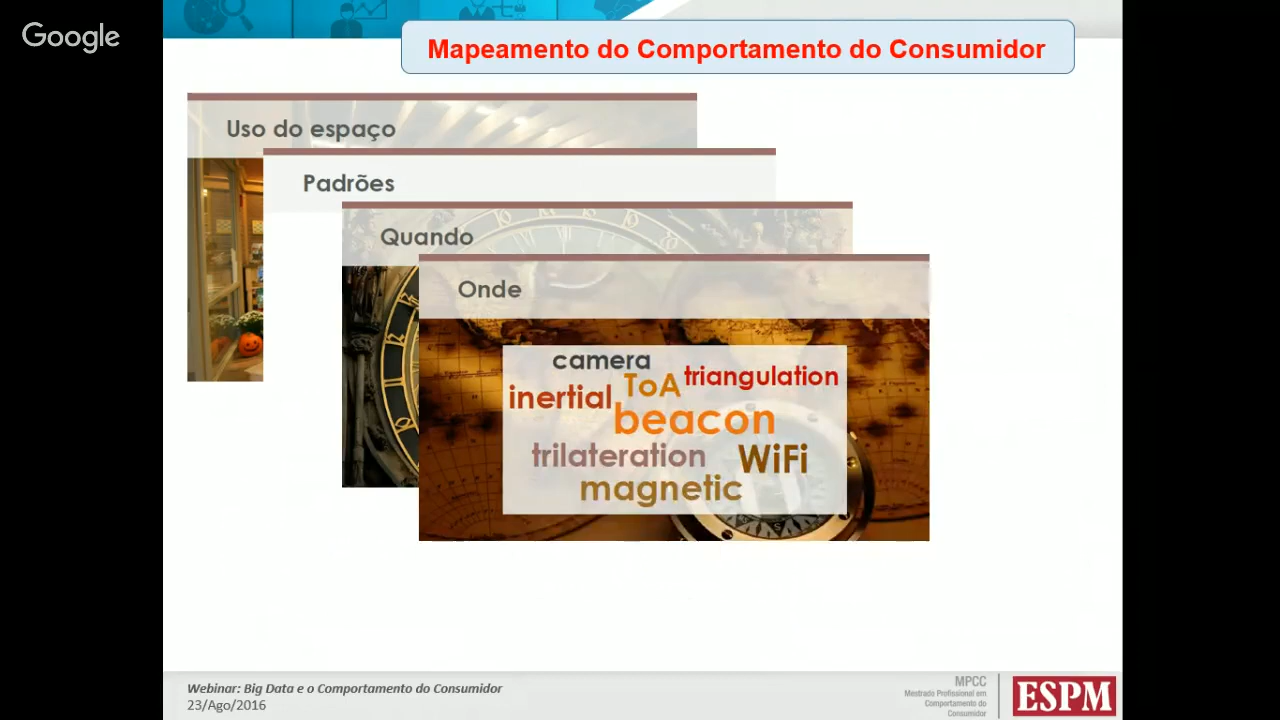 Google
Mapeamento do Comportamento do Consumidor
Uso do espaço
Padrões
Quando
Onde
camera
triangulation
ToA
inertial
beacon
trilateration
WiFi
magnetic
Webinar: Big Data e o Comportamento do Consumidor
23/Ago/2016
MPCC
Mestrado Profissional em
Comportamento do
Consumidor
ESPM